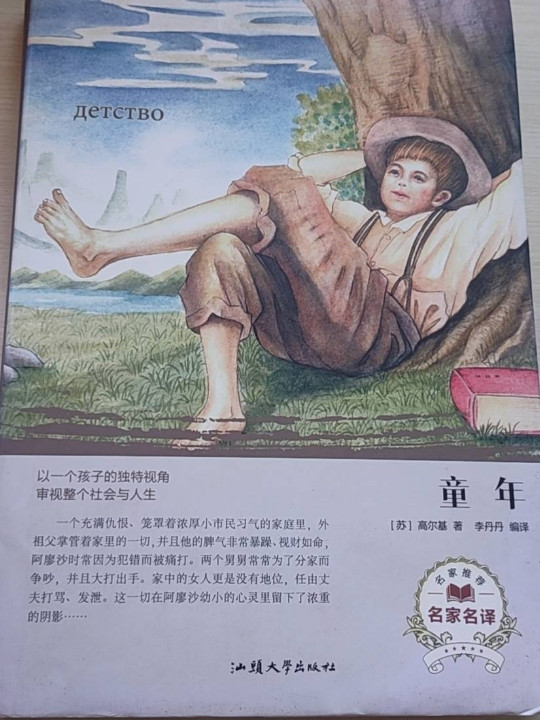 детство
以一个孩子的独特视角
审视整个社会与人生
童年
[苏] 高尔基 著 李丹丹 编译
一个充满仇恨、笼罩着浓厚小市民习气的家庭里，外
祖父掌管着家里的一切，并且他的脾气非常暴躁、视财如命，
阿廖沙时常因为犯错而被痛打。两个舅舅常常为了分家而
争吵，并且大打出手。家中的女人更是没有地位，任由丈
夫打骂、发泄。这一切在阿廖沙幼小的心灵里留下了浓重
的阴影……
名家推荐
名家名译
汕頭大學出版社